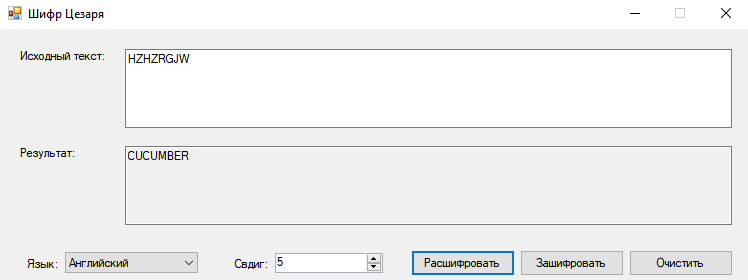 Шифр Цезаря
Исходный текст:
HZHZRGJW
Результат:
CUCUMBER
Язык:
Английский
Свдиг:
5
Расшифровать
Зашифровать
Очистить